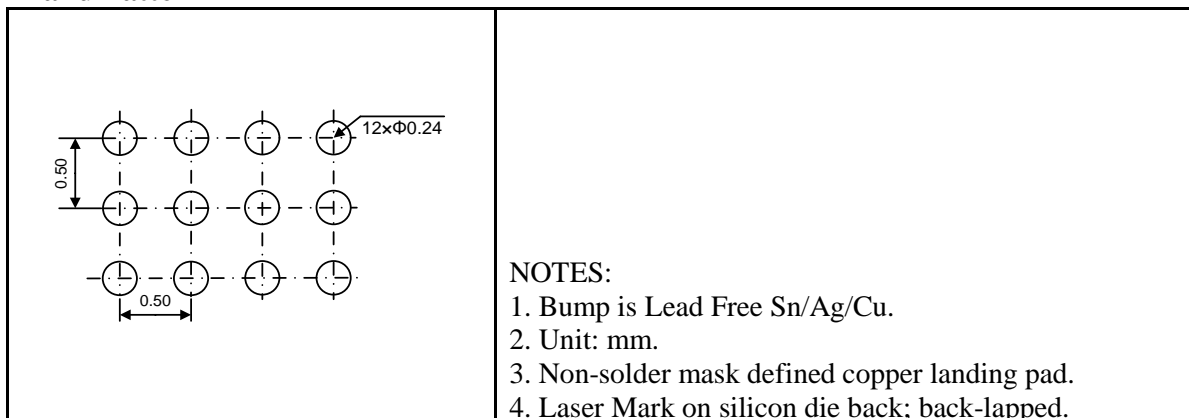 12×Φ0.24
0.50
0.50
NOTES:
1. Bump is Lead Free Sn/Ag/Cu.
2. Unit: mm.
3. Non-solder mask defined copper landing pad.
4. Laser Mark on silicon die back; back-lapped.